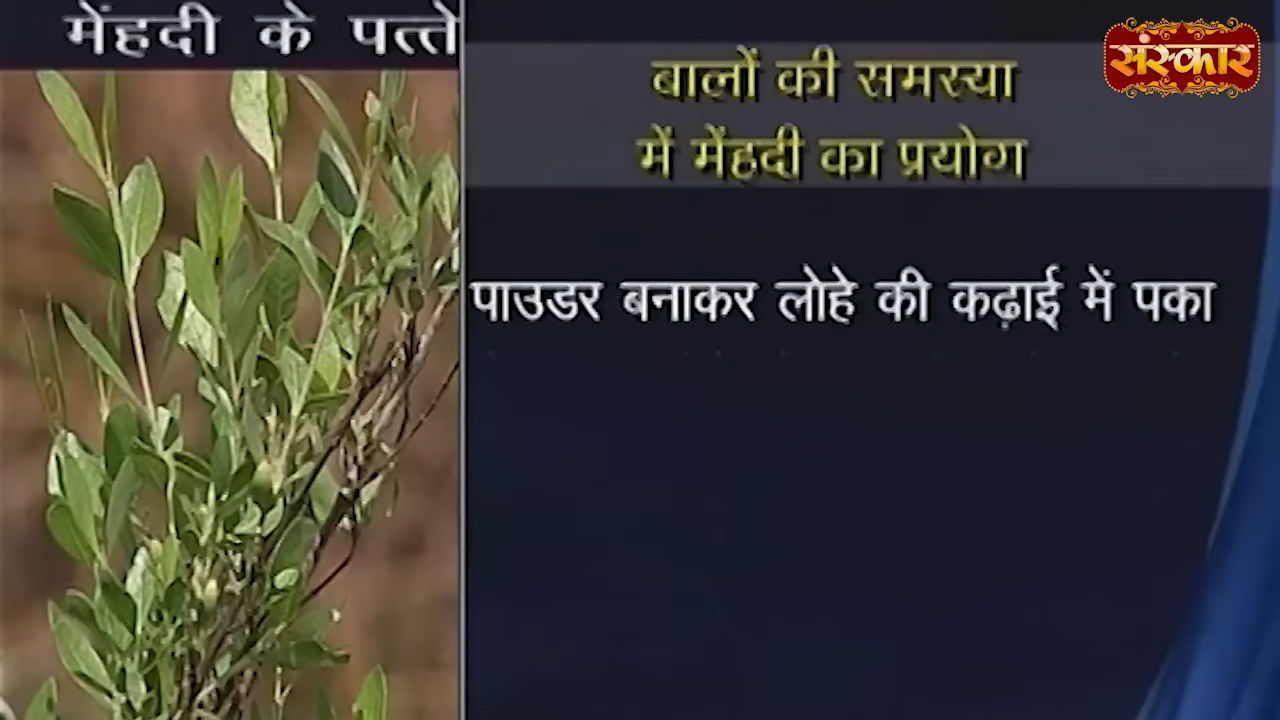 मेंहदी के पत्ते
संस्कार
बालों की समस्या
में मेंहदी का प्रयोग
पाउडर बनाकर लोहे की कढ़ाई में पका